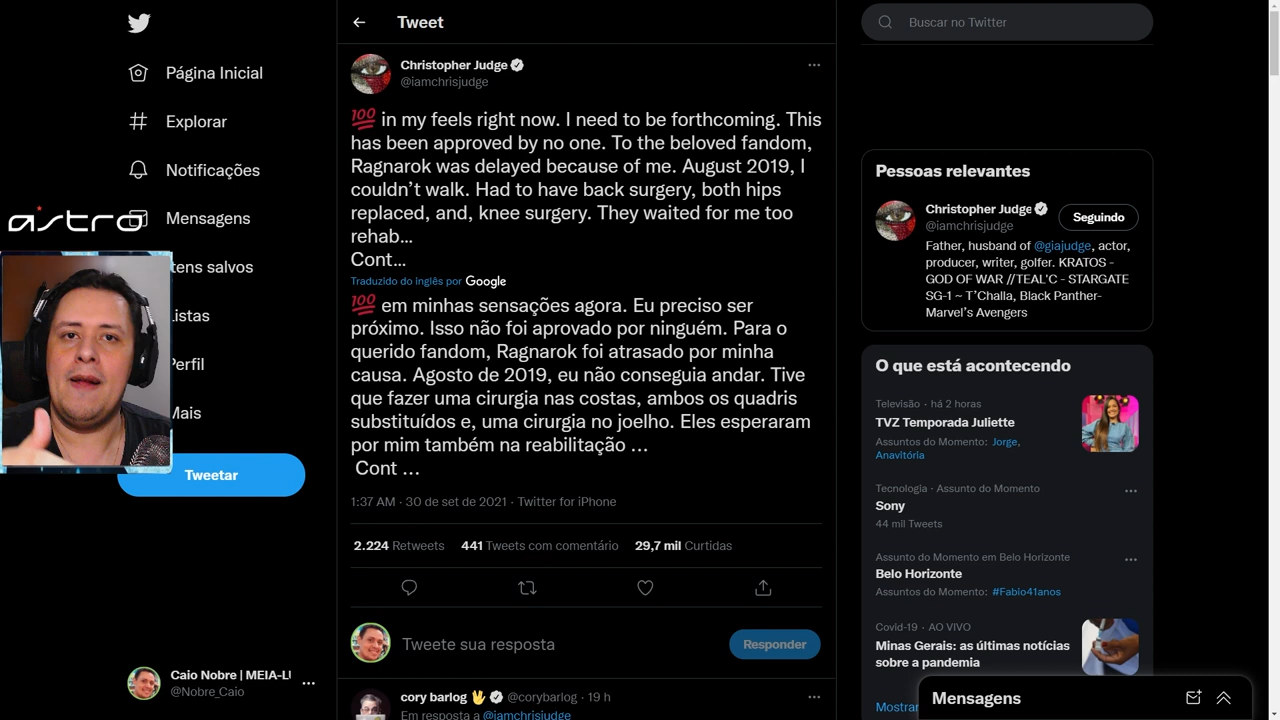 Página Inicial
Explorar
Notificações
Mensagens
Itens salvos
Listas
Perfil
Mais
Tweetar
Caio Nobre | MEIA-LU
@Nobre_Caio
astro
Tweet
Christopher Judge
@iamchrisjudge
💯 in my feels right now. I need to be forthcoming. This
has been approved by no one. To the beloved fandom,
Ragnarok was delayed because of me. August 2019, I
couldn't walk. Had to have back surgery, both hips
replaced, and, knee surgery. They waited for me too
rehab...
Cont...
Traduzido do inglês por Google
💯 em minhas sensações agora. Eu preciso ser
próximo. Isso não foi aprovado por ninguém. Para o
querido fandom, Ragnarok foi atrasado por minha
causa. Agosto de 2019, eu não conseguia andar. Tive
que fazer uma cirurgia nas costas, ambos os quadris
substituídos e, uma cirurgia no joelho. Eles esperaram
por mim também na reabilitação ...
Cont ...
1:37 AM · 30 de set de 2021 · Twitter for iPhone
2.224 Retweets 441 Tweets com comentário 29,7 mil Curtidas
Tweete sua resposta
Responder
cory barlog 🖖 @corybarlog · 19 h
Em resposta a @iamchrisjudge
Buscar no Twitter
Pessoas relevantes
Christopher Judge
@iamchrisjudge
Seguindo
Father, husband of @giajudge, actor,
producer, writer, golfer. KRATOS -
GOD OF WAR //TEAL'C - STARGATE
SG-1 ~ T'Challa, Black Panther-
Marvel's Avengers
O que está acontecendo
Televisão · há 2 horas
TVZ Temporada Juliette
Assuntos do Momento: Jorge,
Anavitória
Tecnologia · Assunto do Momento
Sony
44 mil Tweets
Assunto do Momento em Belo Horizonte
Belo Horizonte
Assuntos do Momento: #Fabio41anos
Covid-19 · AO VIVO
Minas Gerais: as últimas notícias
sobre a pandemia
Mostrar
Mensagens